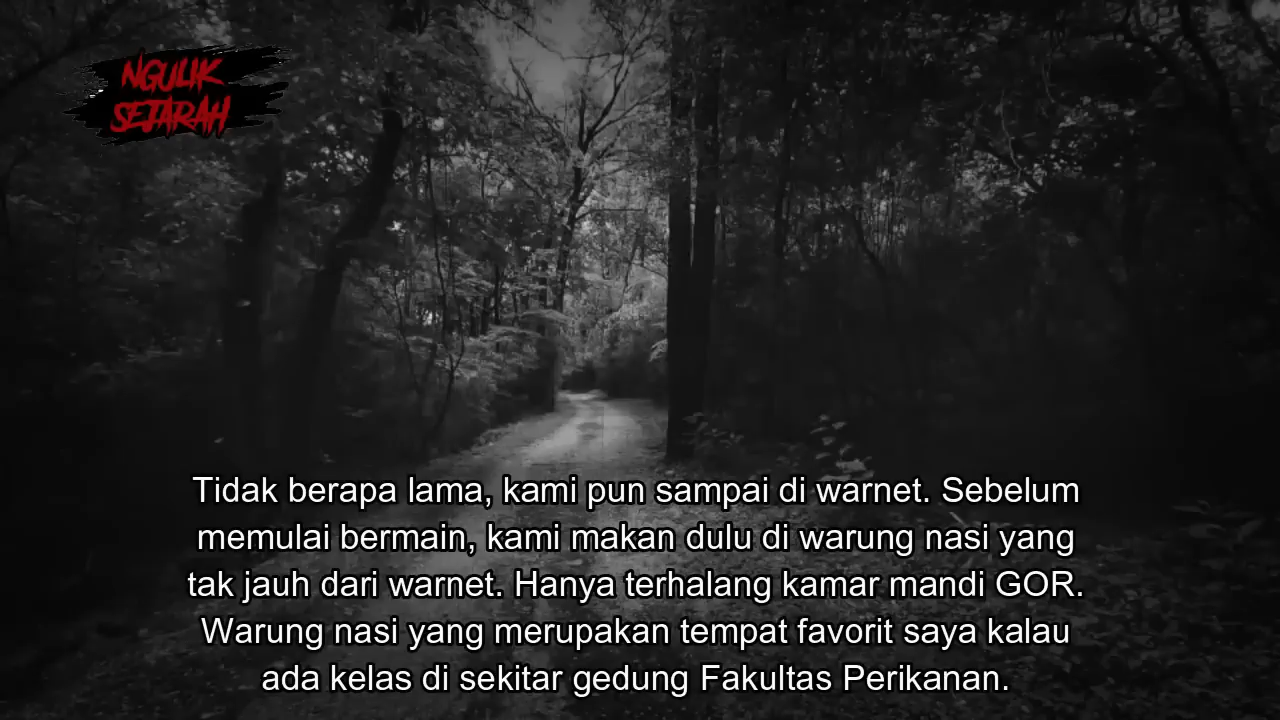 NGULIK
SEJARAH
Tidak berapa lama, kami pun sampai di warnet. Sebelum
memulai bermain, kami makan dulu di warung nasi yang
tak jauh dari warnet. Hanya terhalang kamar mandi GOR.
Warung nasi yang merupakan tempat favorit saya kalau
ada kelas di sekitar gedung Fakultas Perikanan.